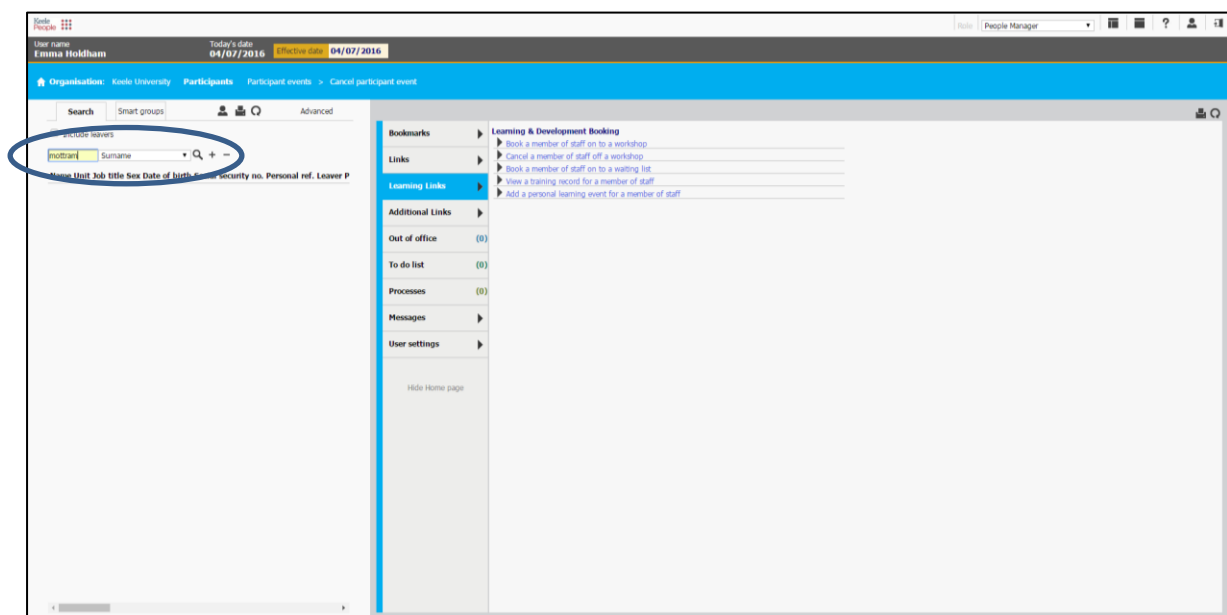 Keele People
Role People Manager
User name
Emma Holdham
Today's date
04/07/2016
Effective date 04/07/2016
Organisation: Keele University Participants Participant events > Cancel participant event
Search Smart groups Advanced
Include leavers
mottram Surname
Name Unit Job title Sex Date of birth Social security no. Personal ref. Leaver P
Bookmarks
Links
Learning Links
Additional Links
Out of office (0)
To do list (0)
Processes (0)
Messages
User settings
Hide Home page
Learning & Development Booking
Book a member of staff on to a workshop
Cancel a member of staff off a workshop
Book a member of staff on to a waiting list
View a training record for a member of staff
Add a personal learning event for a member of staff